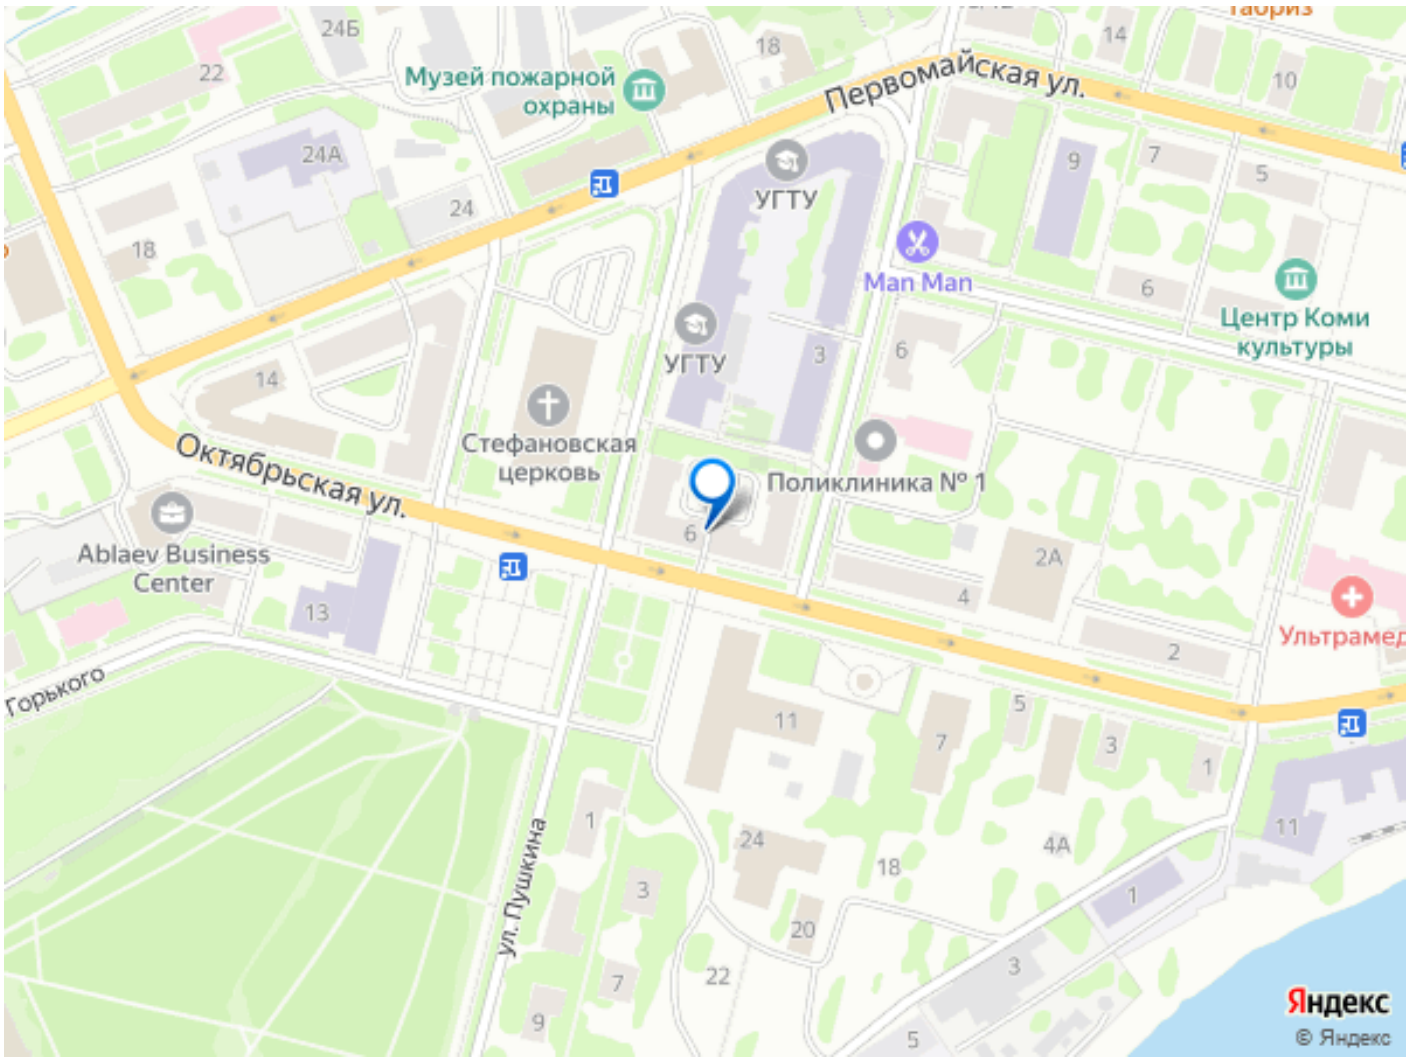 Табриз
24Б
18
14
22
10
Музей пожарной
охраны
Первомайская ул.
24А
9
7
5
УГТУ
24
18
Man Man
6
Центр Коми
культуры
УГТУ
3
6
14
Стефановская
церковь
Октябрьская ул.
Поликлиника № 1
6
Ablaev Business
Center
2А
4
13
Ультрамед
2
Горького
11
5
7
3
1
1
ул. Пушкина
24
11
4А
18
3
1
20
22
3
7
9
5
Яндекс
© Яндекс